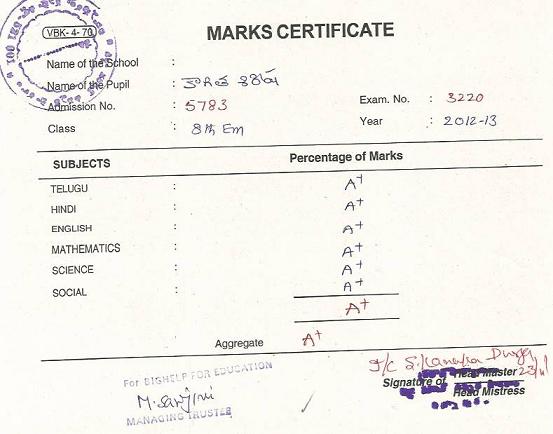 VBK- 4- 70
MARKS CERTIFICATE
Name of the School :
Name of the Pupil :
Admission No. : 5783 Exam. No. : 3220
Class : 8th Em Year : 2012-13
SUBJECTS Percentage of Marks
TELUGU : A+
HINDI : A+
ENGLISH : A+
MATHEMATICS : A+
SCIENCE : A+
SOCIAL : A+
A+
Aggregate A+
For BIGHELP FOR EDUCATION
M. Sarojini
MANAGING TRUSTEE
Signature of Head Master
Head Mistress